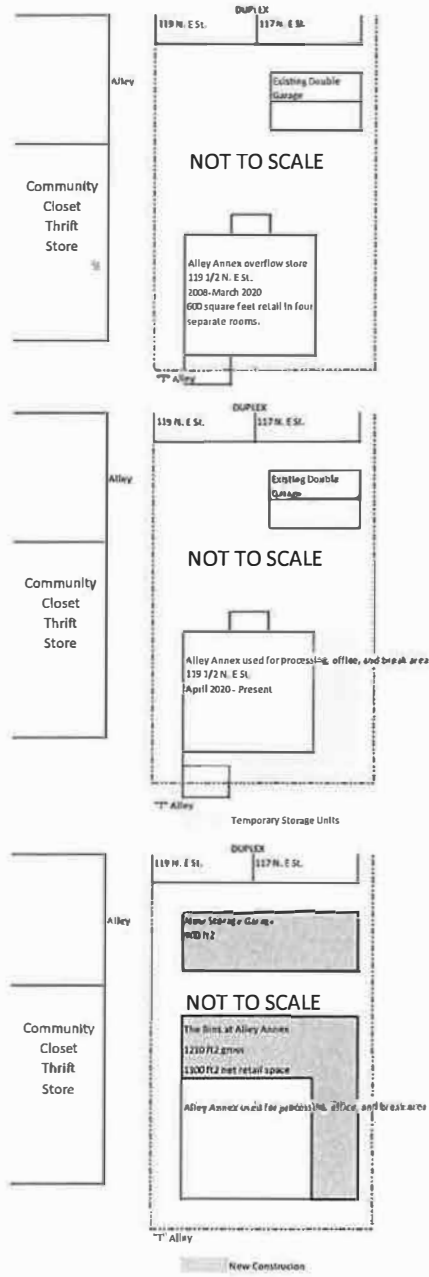 DUPLEX
119 N. E St.
117 N. E St.
Alley
Existing Double
Garage
NOT TO SCALE
Community
Closet
Thrift
Store
Alley Annex overflow store
119 1/2 N. E St.
2008-March 2020
600 square feet retail in four
separate rooms.
"T" Alley
DUPLEX
119 N. E St.
117 N. E St.
Alley
Existing Double
Garage
NOT TO SCALE
Community
Closet
Thrift
Store
Alley Annex used for processing, office, and break area
119 1/2 N. E St.
April 2020 - Present
"T" Alley
Temporary Storage Units
DUPLEX
119 N. E St.
117 N. E St.
Alley
New Storage Garage
ft2
NOT TO SCALE
Community
Closet
Thrift
Store
The Bins at Alley Annex
1210 ft2 gross
1100 ft2 net retail space
Alley Annex used for processing, office, and break area
"T" Alley
New Construcion